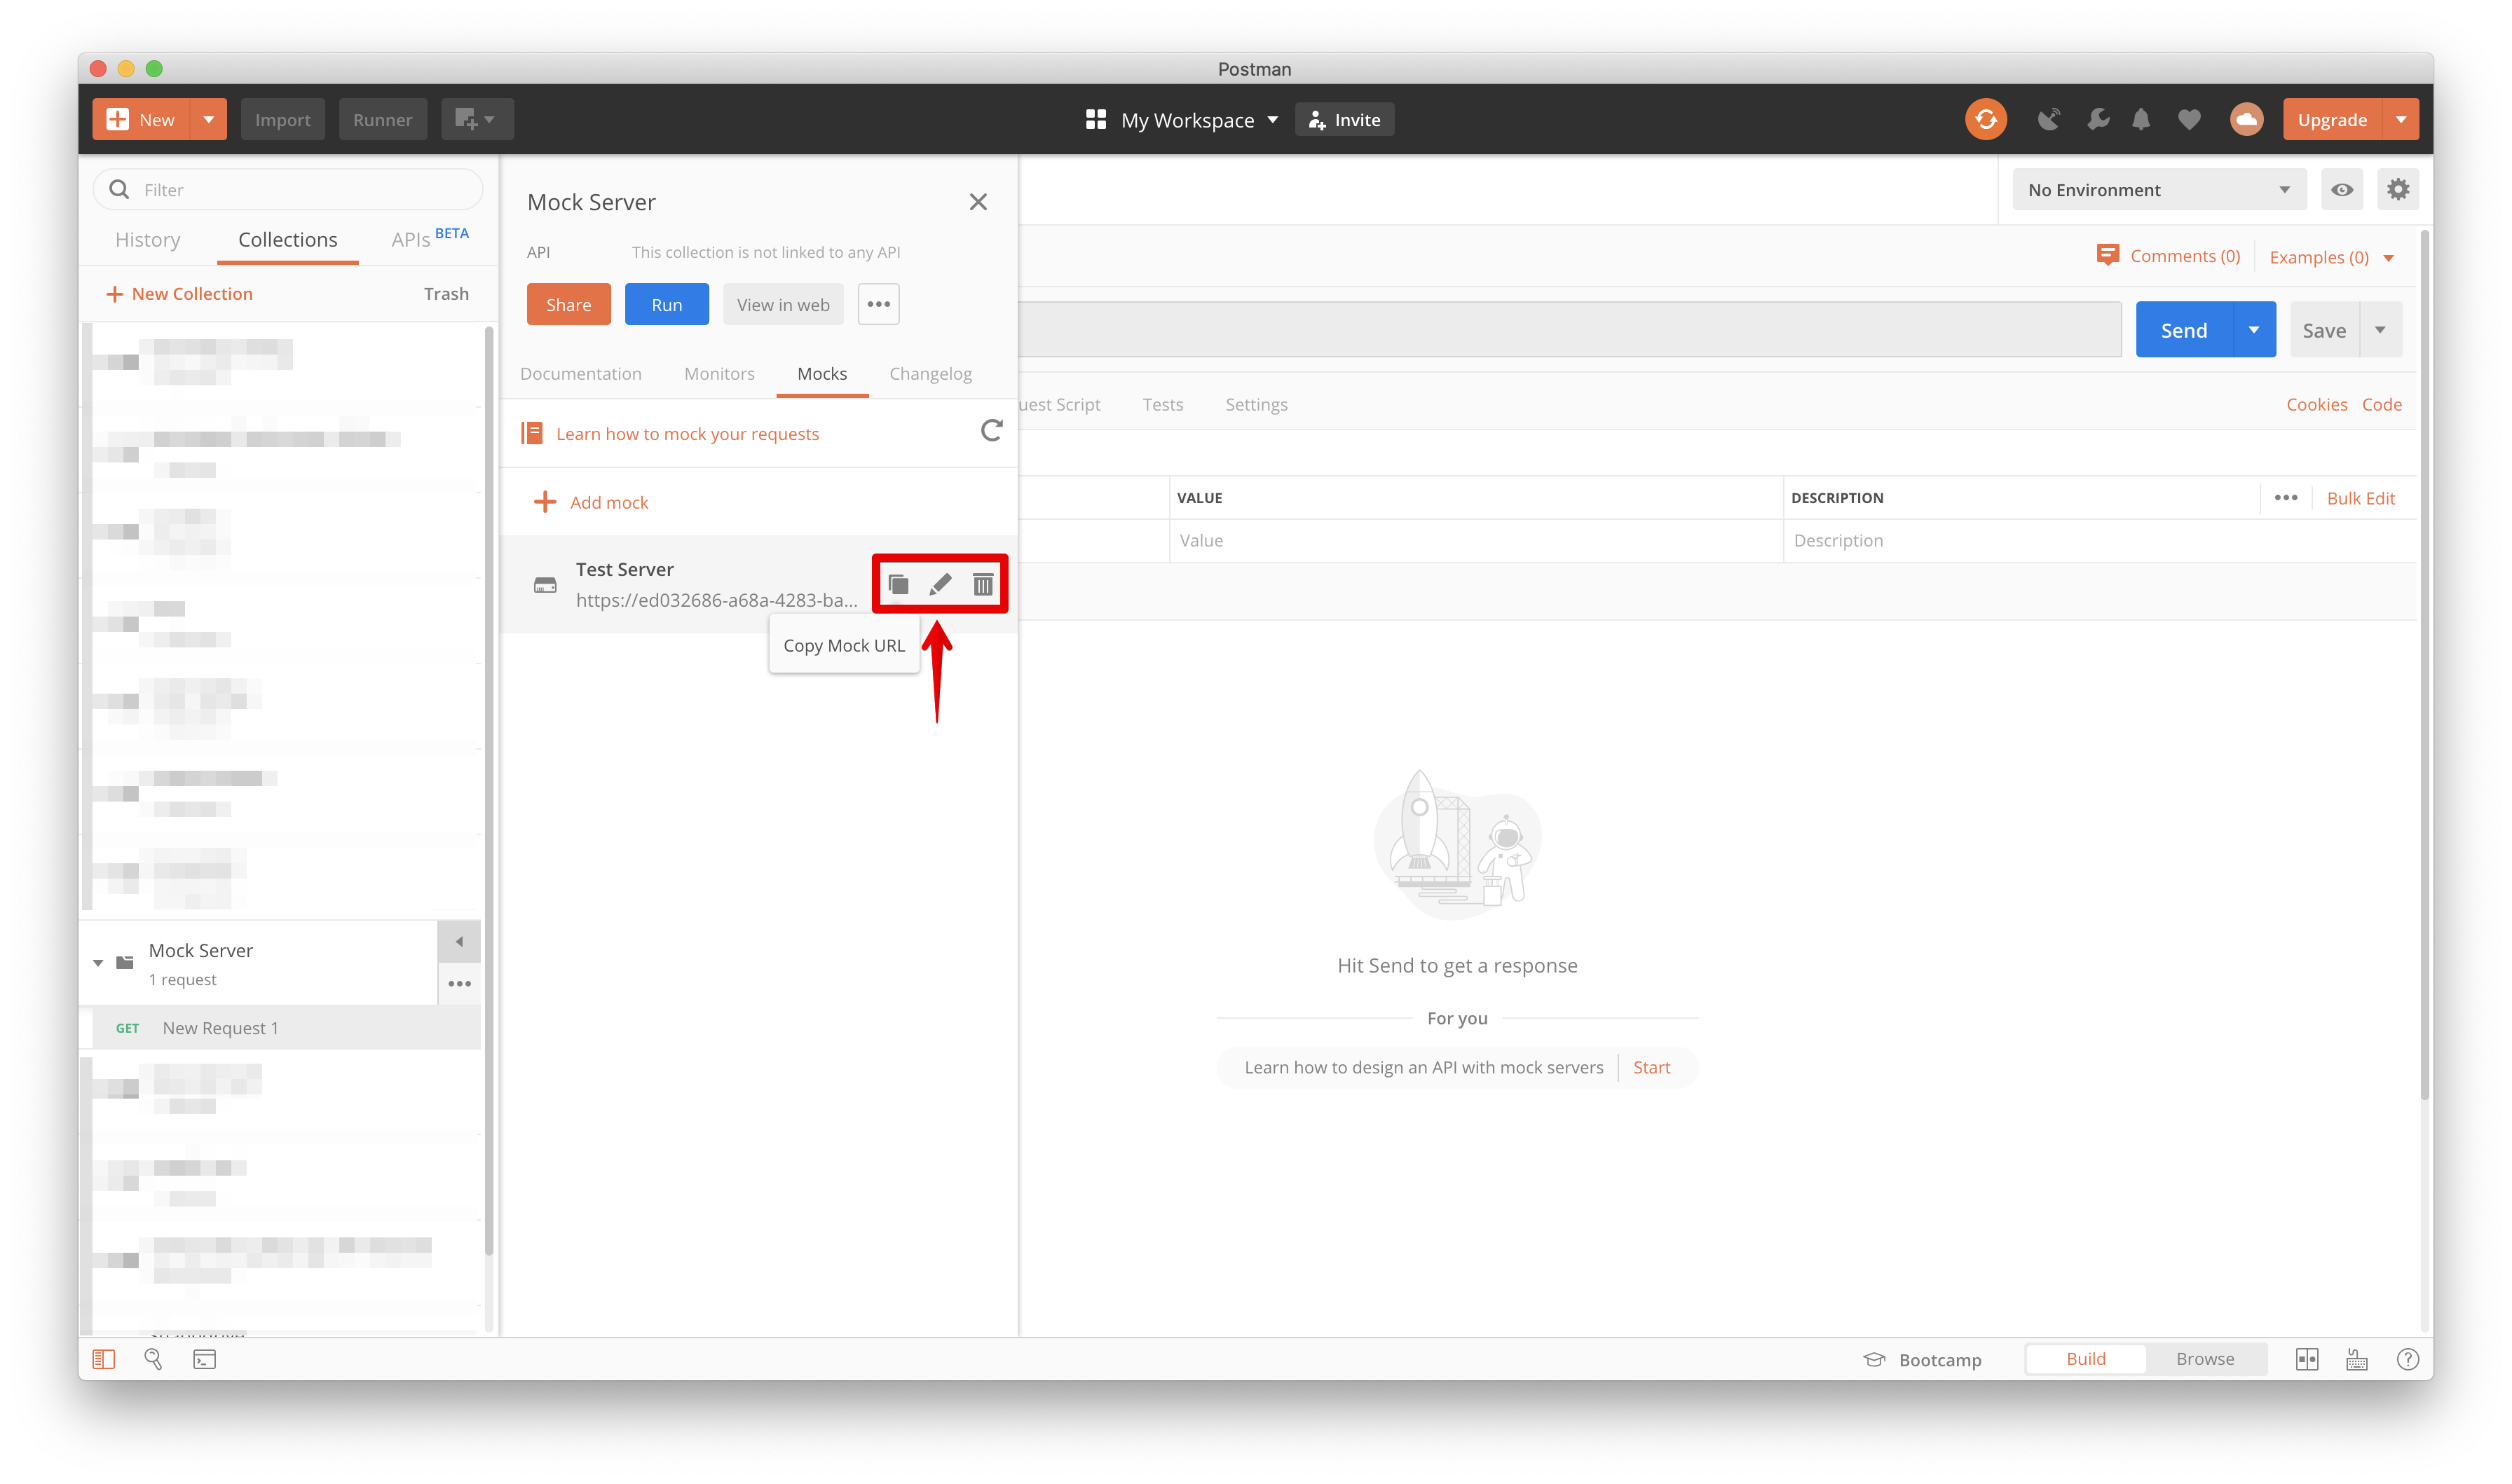 Postman
New
Import
Runner
My Workspace
Invite
Upgrade
Filter
History
Collections
APIs BETA
New Collection
Trash
Mock Server
1 request
GET New Request 1
Mock Server
API
This collection is not linked to any API
Share
Run
View in web
Documentation
Monitors
Mocks
Changelog
Learn how to mock your requests
Add mock
Test Server
https://ed032686-a68a-4283-ba...
Copy Mock URL
No Environment
Comments (0)
Examples (0)
Send
Save
uest Script
Tests
Settings
Cookies
Code
VALUE
DESCRIPTION
Bulk Edit
Value
Description
Hit Send to get a response
For you
Learn how to design an API with mock servers
Start
Bootcamp
Build
Browse